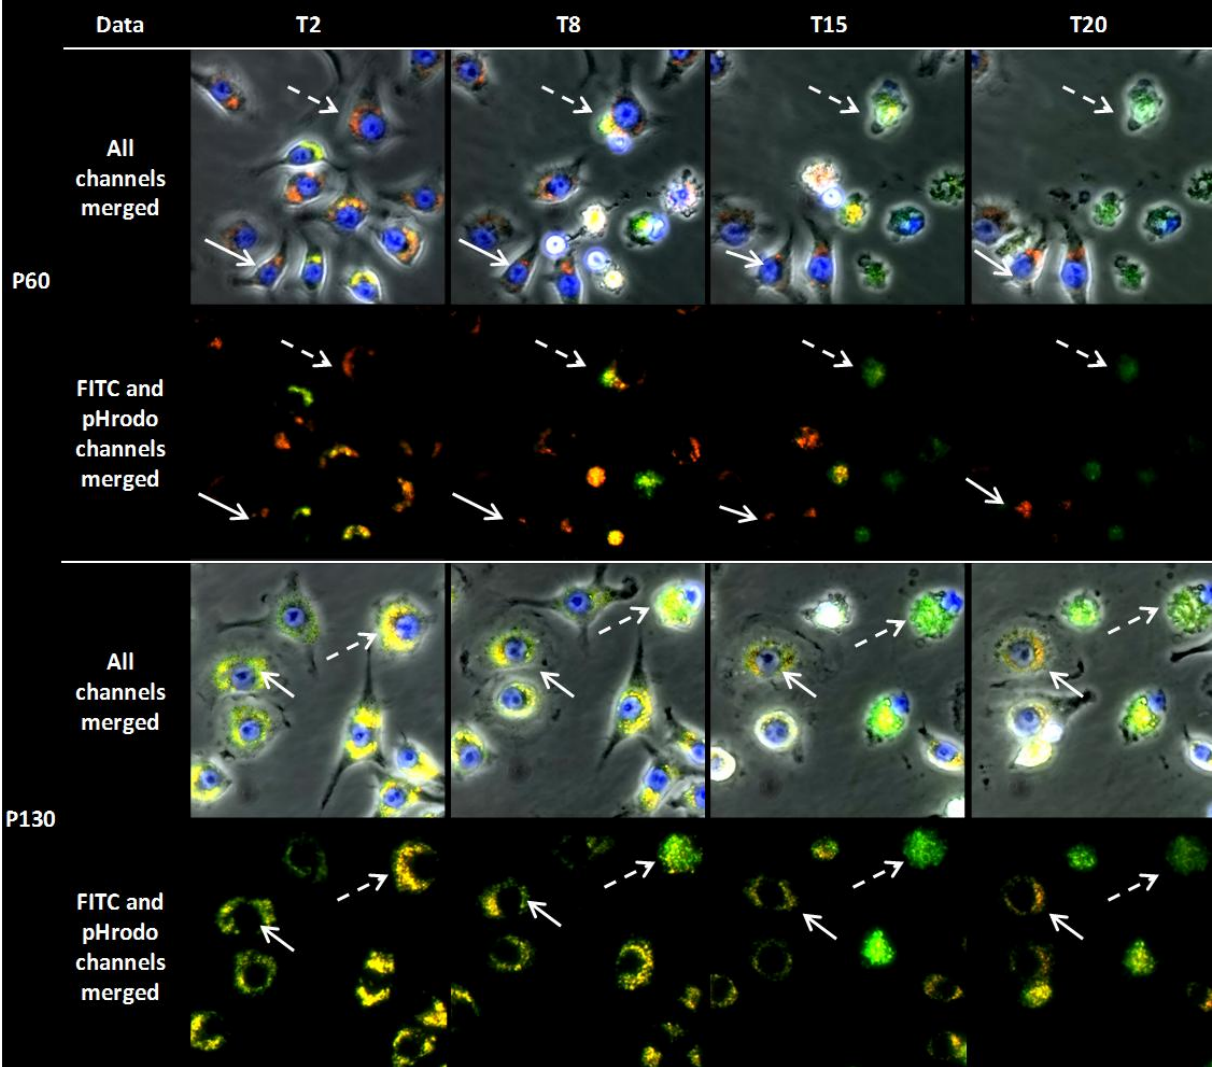 Data T2 T8 T15 T20
P60
All
channels
merged
FITC and
pHrodo
channels
merged
P130
All
channels
merged
FITC and
pHrodo
channels
merged